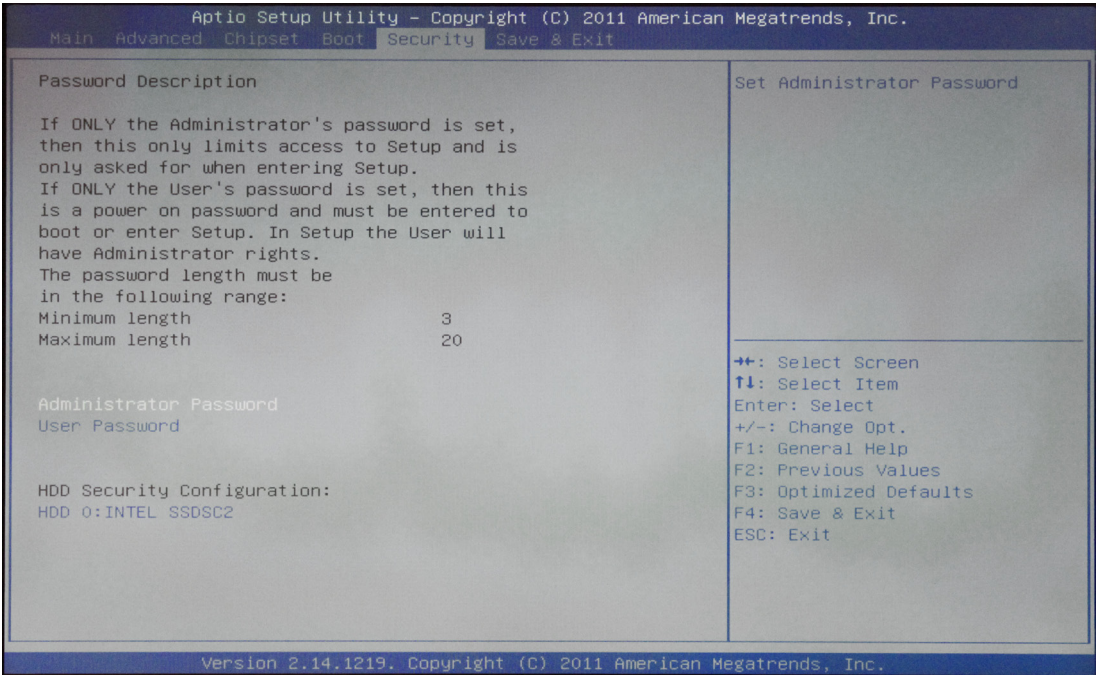 Aptio Setup Utility – Copyright (C) 2011 American Megatrends, Inc.
Main Advanced Chipset Boot Security Save & Exit
Password Description
If ONLY the Administrator's password is set,
then this only limits access to Setup and is
only asked for when entering Setup.
If ONLY the User's password is set, then this
is a power on password and must be entered to
boot or enter Setup. In Setup the User will
have Administrator rights.
The password length must be
in the following range:
Minimum length 3
Maximum length 20
Administrator Password
User Password
HDD Security Configuration:
HDD 0:INTEL SSDSC2
Set Administrator Password
→←: Select Screen
↑↓: Select Item
Enter: Select
+/-: Change Opt.
F1: General Help
F2: Previous Values
F3: Optimized Defaults
F4: Save & Exit
ESC: Exit
Version 2.14.1219. Copyright (C) 2011 American Megatrends, Inc.